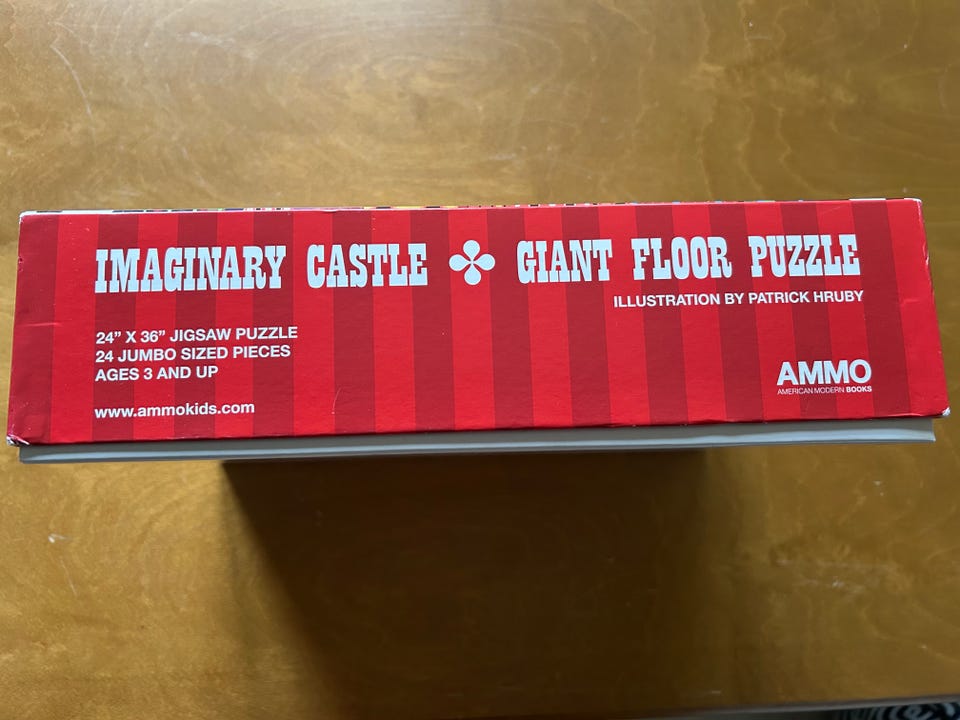 IMAGINARY CASTLE GIANT FLOOR PUZZLE
ILLUSTRATION BY PATRICK HRUBY
24” X 36” JIGSAW PUZZLE
24 JUMBO SIZED PIECES
AGES 3 AND UP
www.ammokids.com
AMMO
AMERICAN MODERN BOOKS